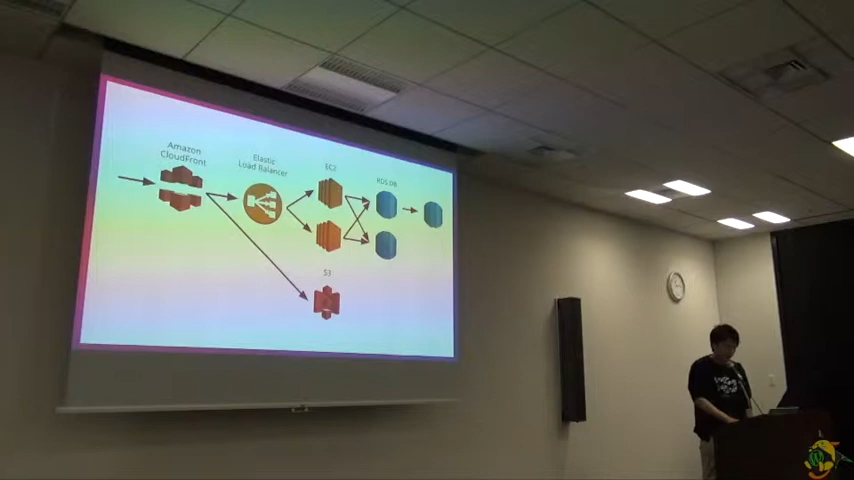 Amazon
CloudFront
Elastic
Load Balancer
EC2
RDS DB
S3